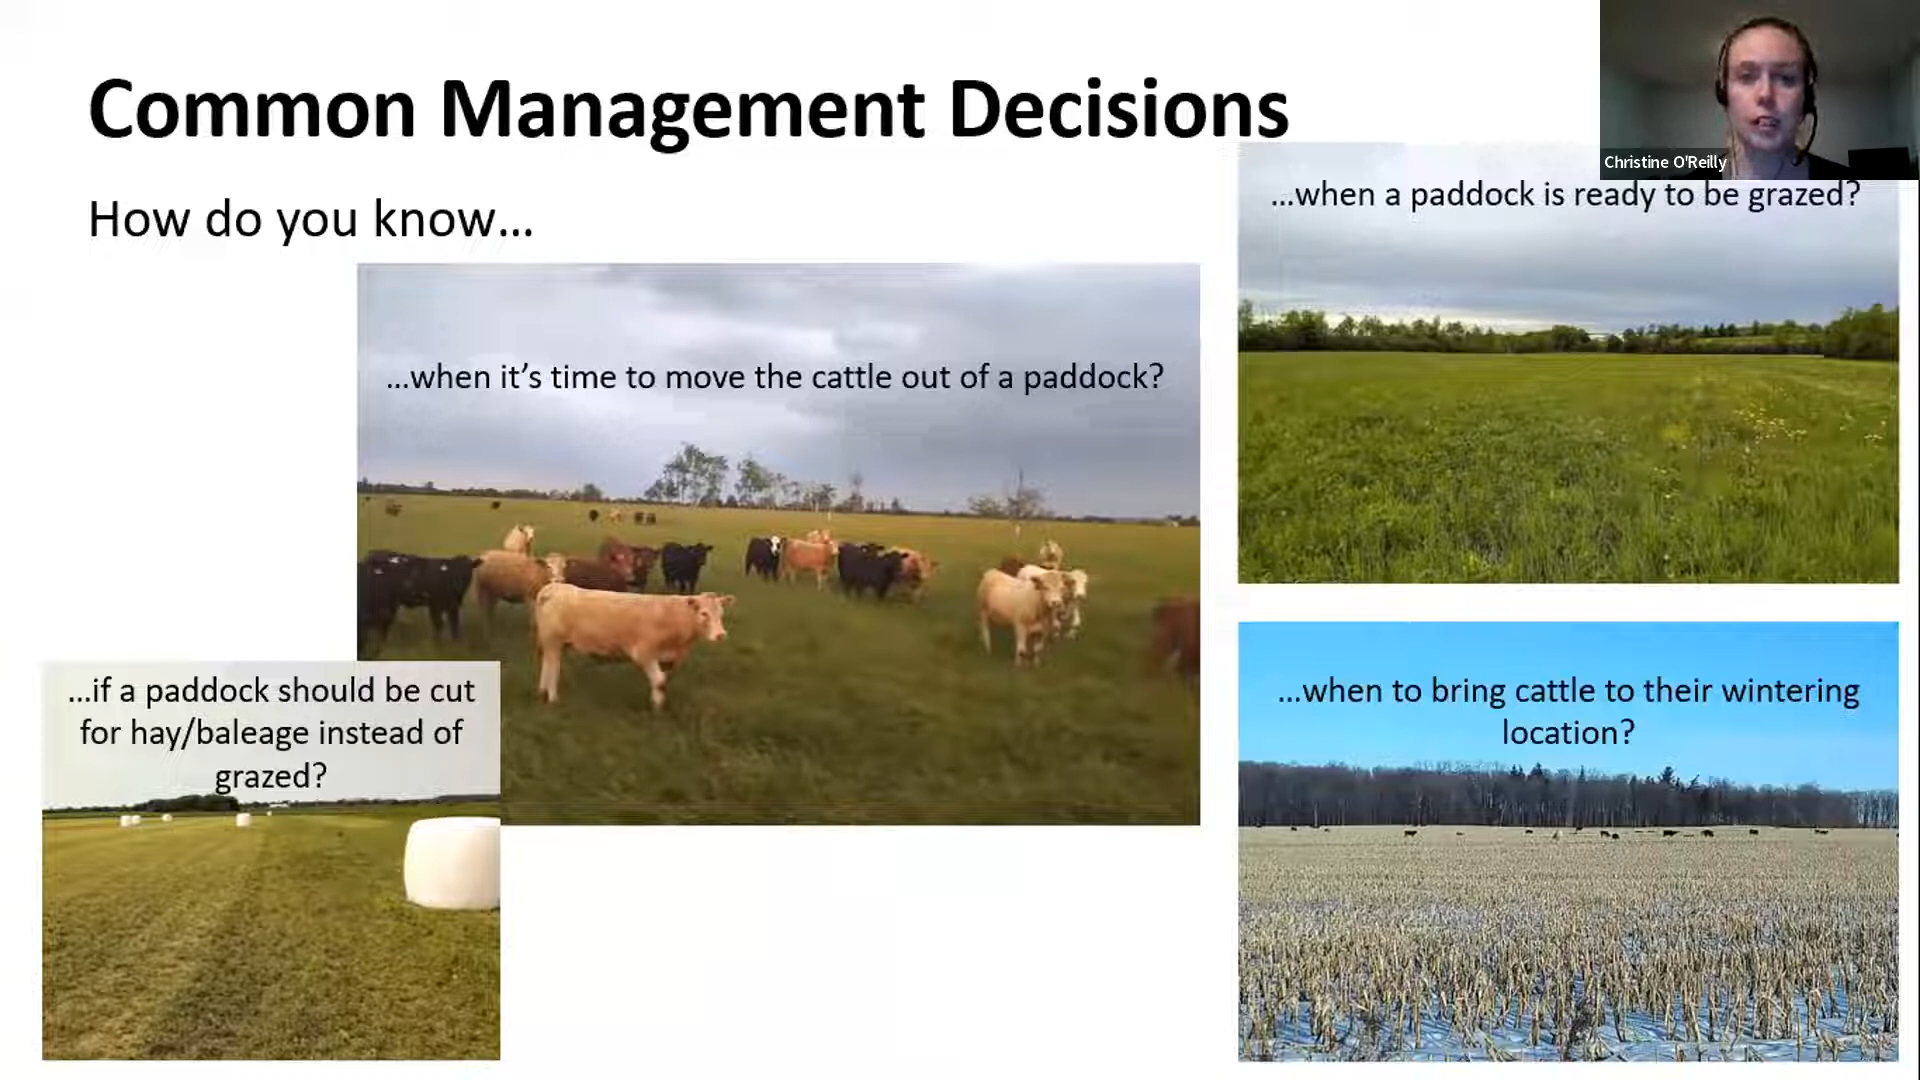 Common Management Decisions
Christine O'Reilly
How do you know...
...when a paddock is ready to be grazed?
...when it's time to move the cattle out of a paddock?
...if a paddock should be cut
for hay/baleage instead of
grazed?
...when to bring cattle to their wintering
location?